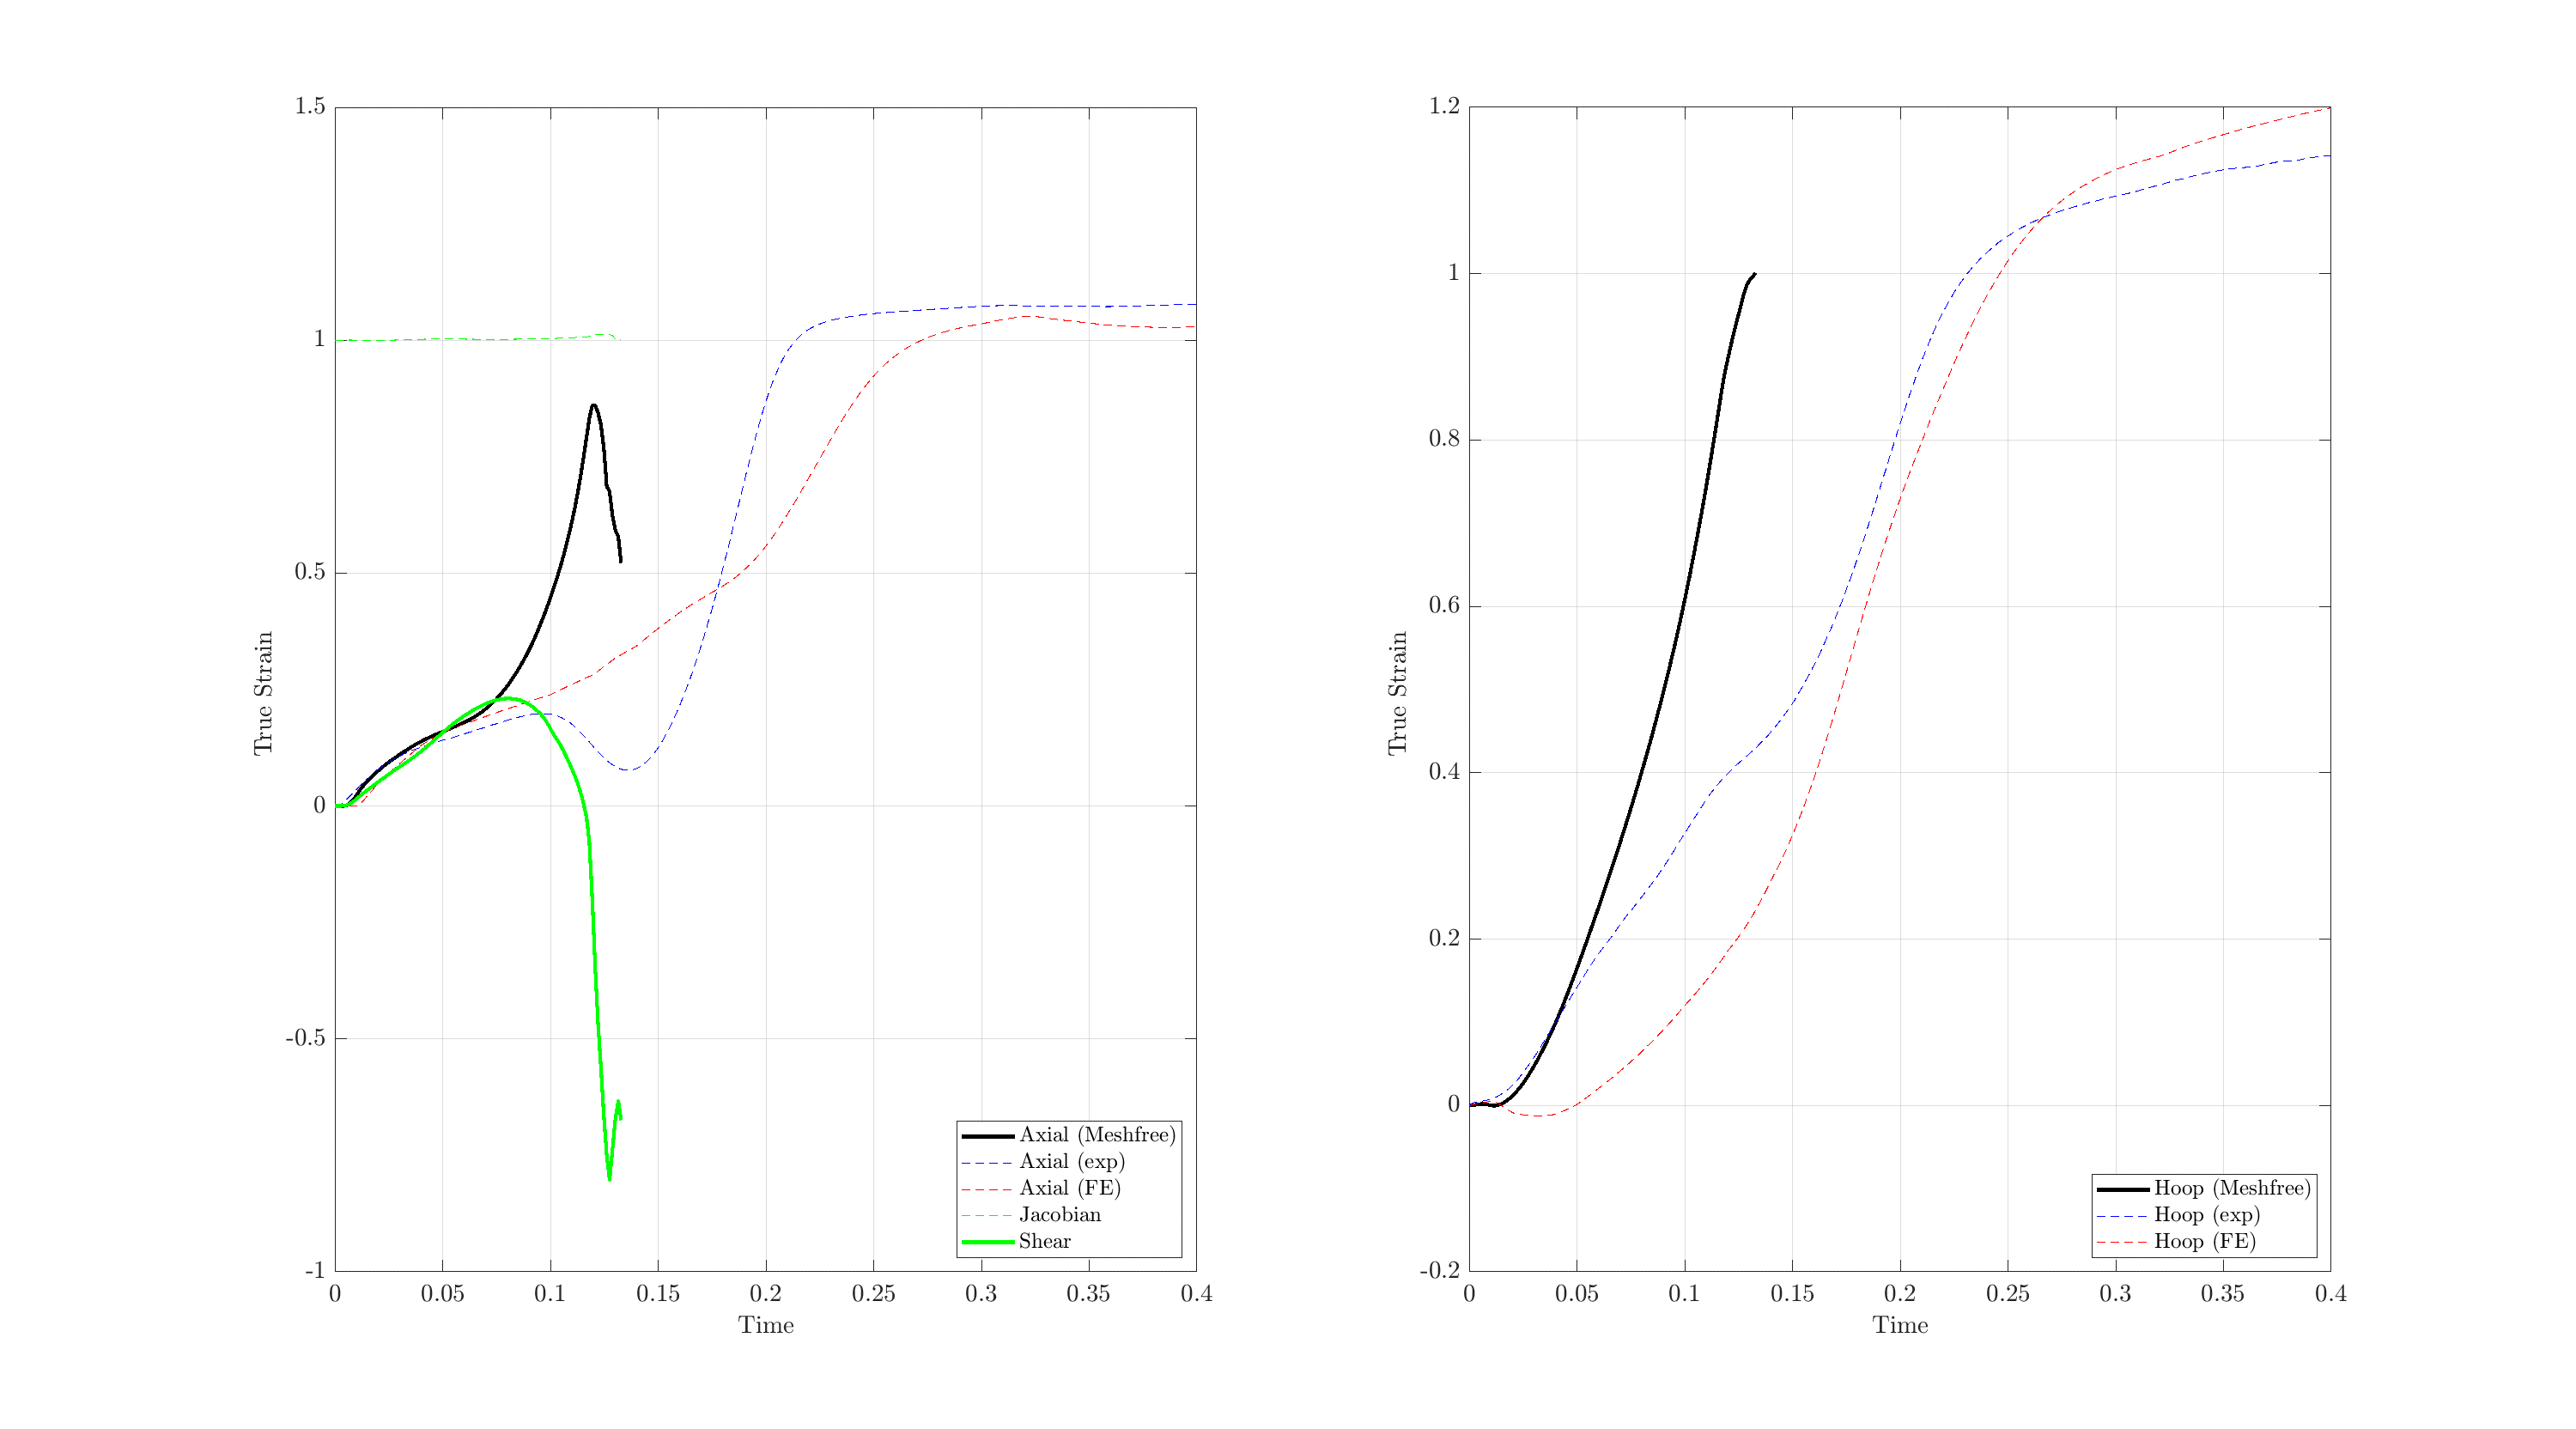 1.5
1
0.5
0
-0.5
-1
True Strain
0 0.05 0.1 0.15 0.2 0.25 0.3 0.35 0.4
Time
Axial (Meshfree)
Axial (exp)
Axial (FE)
Jacobian
Shear
1.2
1
0.8
0.6
0.4
0.2
0
-0.2
True Strain
0 0.05 0.1 0.15 0.2 0.25 0.3 0.35 0.4
Time
Hoop (Meshfree)
Hoop (exp)
Hoop (FE)